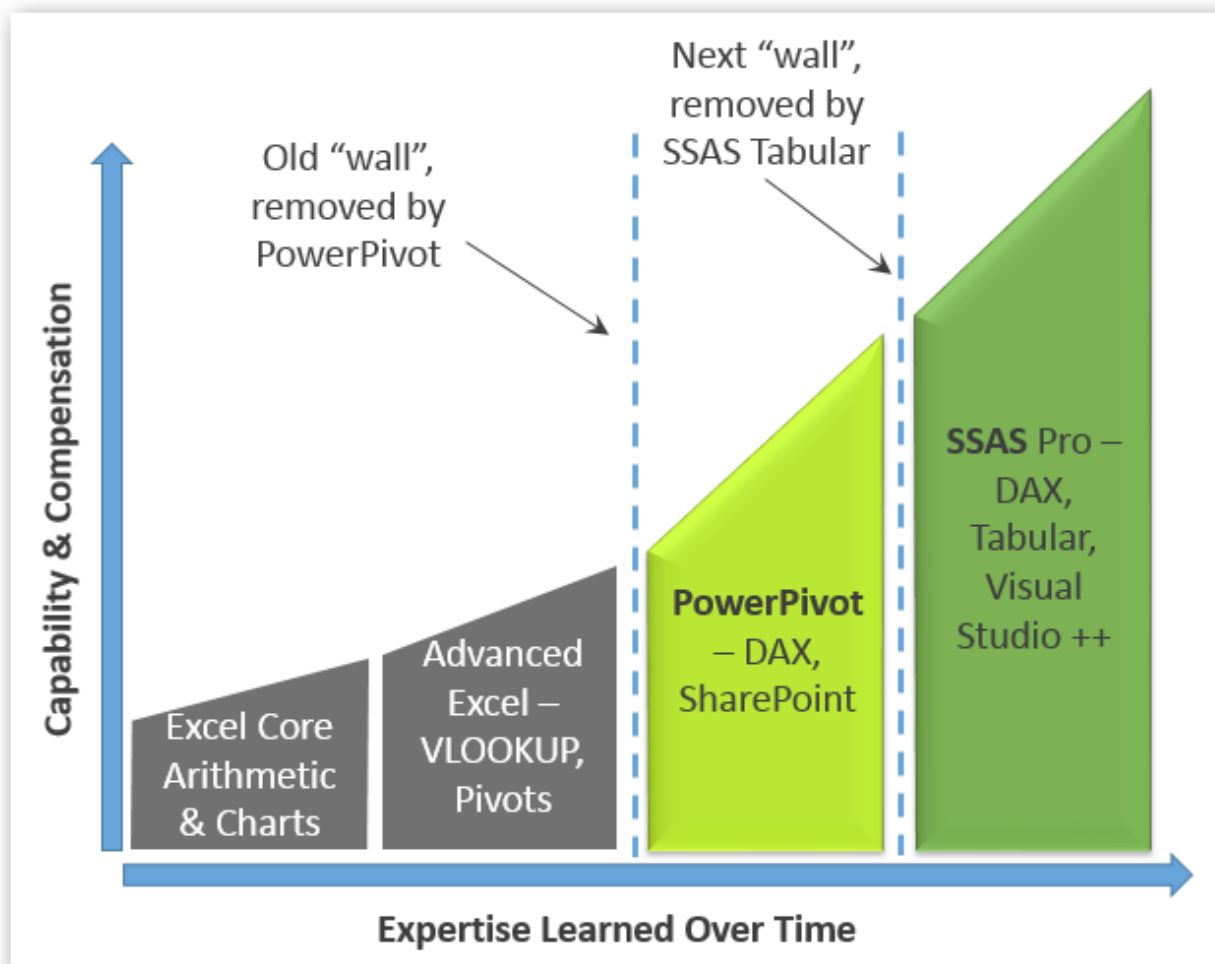 Next “wall”,
removed by
SSAS Tabular
Old “wall”,
removed by
PowerPivot
Capability & Compensation
Excel Core
Arithmetic
& Charts
Advanced
Excel –
VLOOKUP,
Pivots
PowerPivot
– DAX,
SharePoint
SSAS Pro –
DAX,
Tabular,
Visual
Studio ++
Expertise Learned Over Time